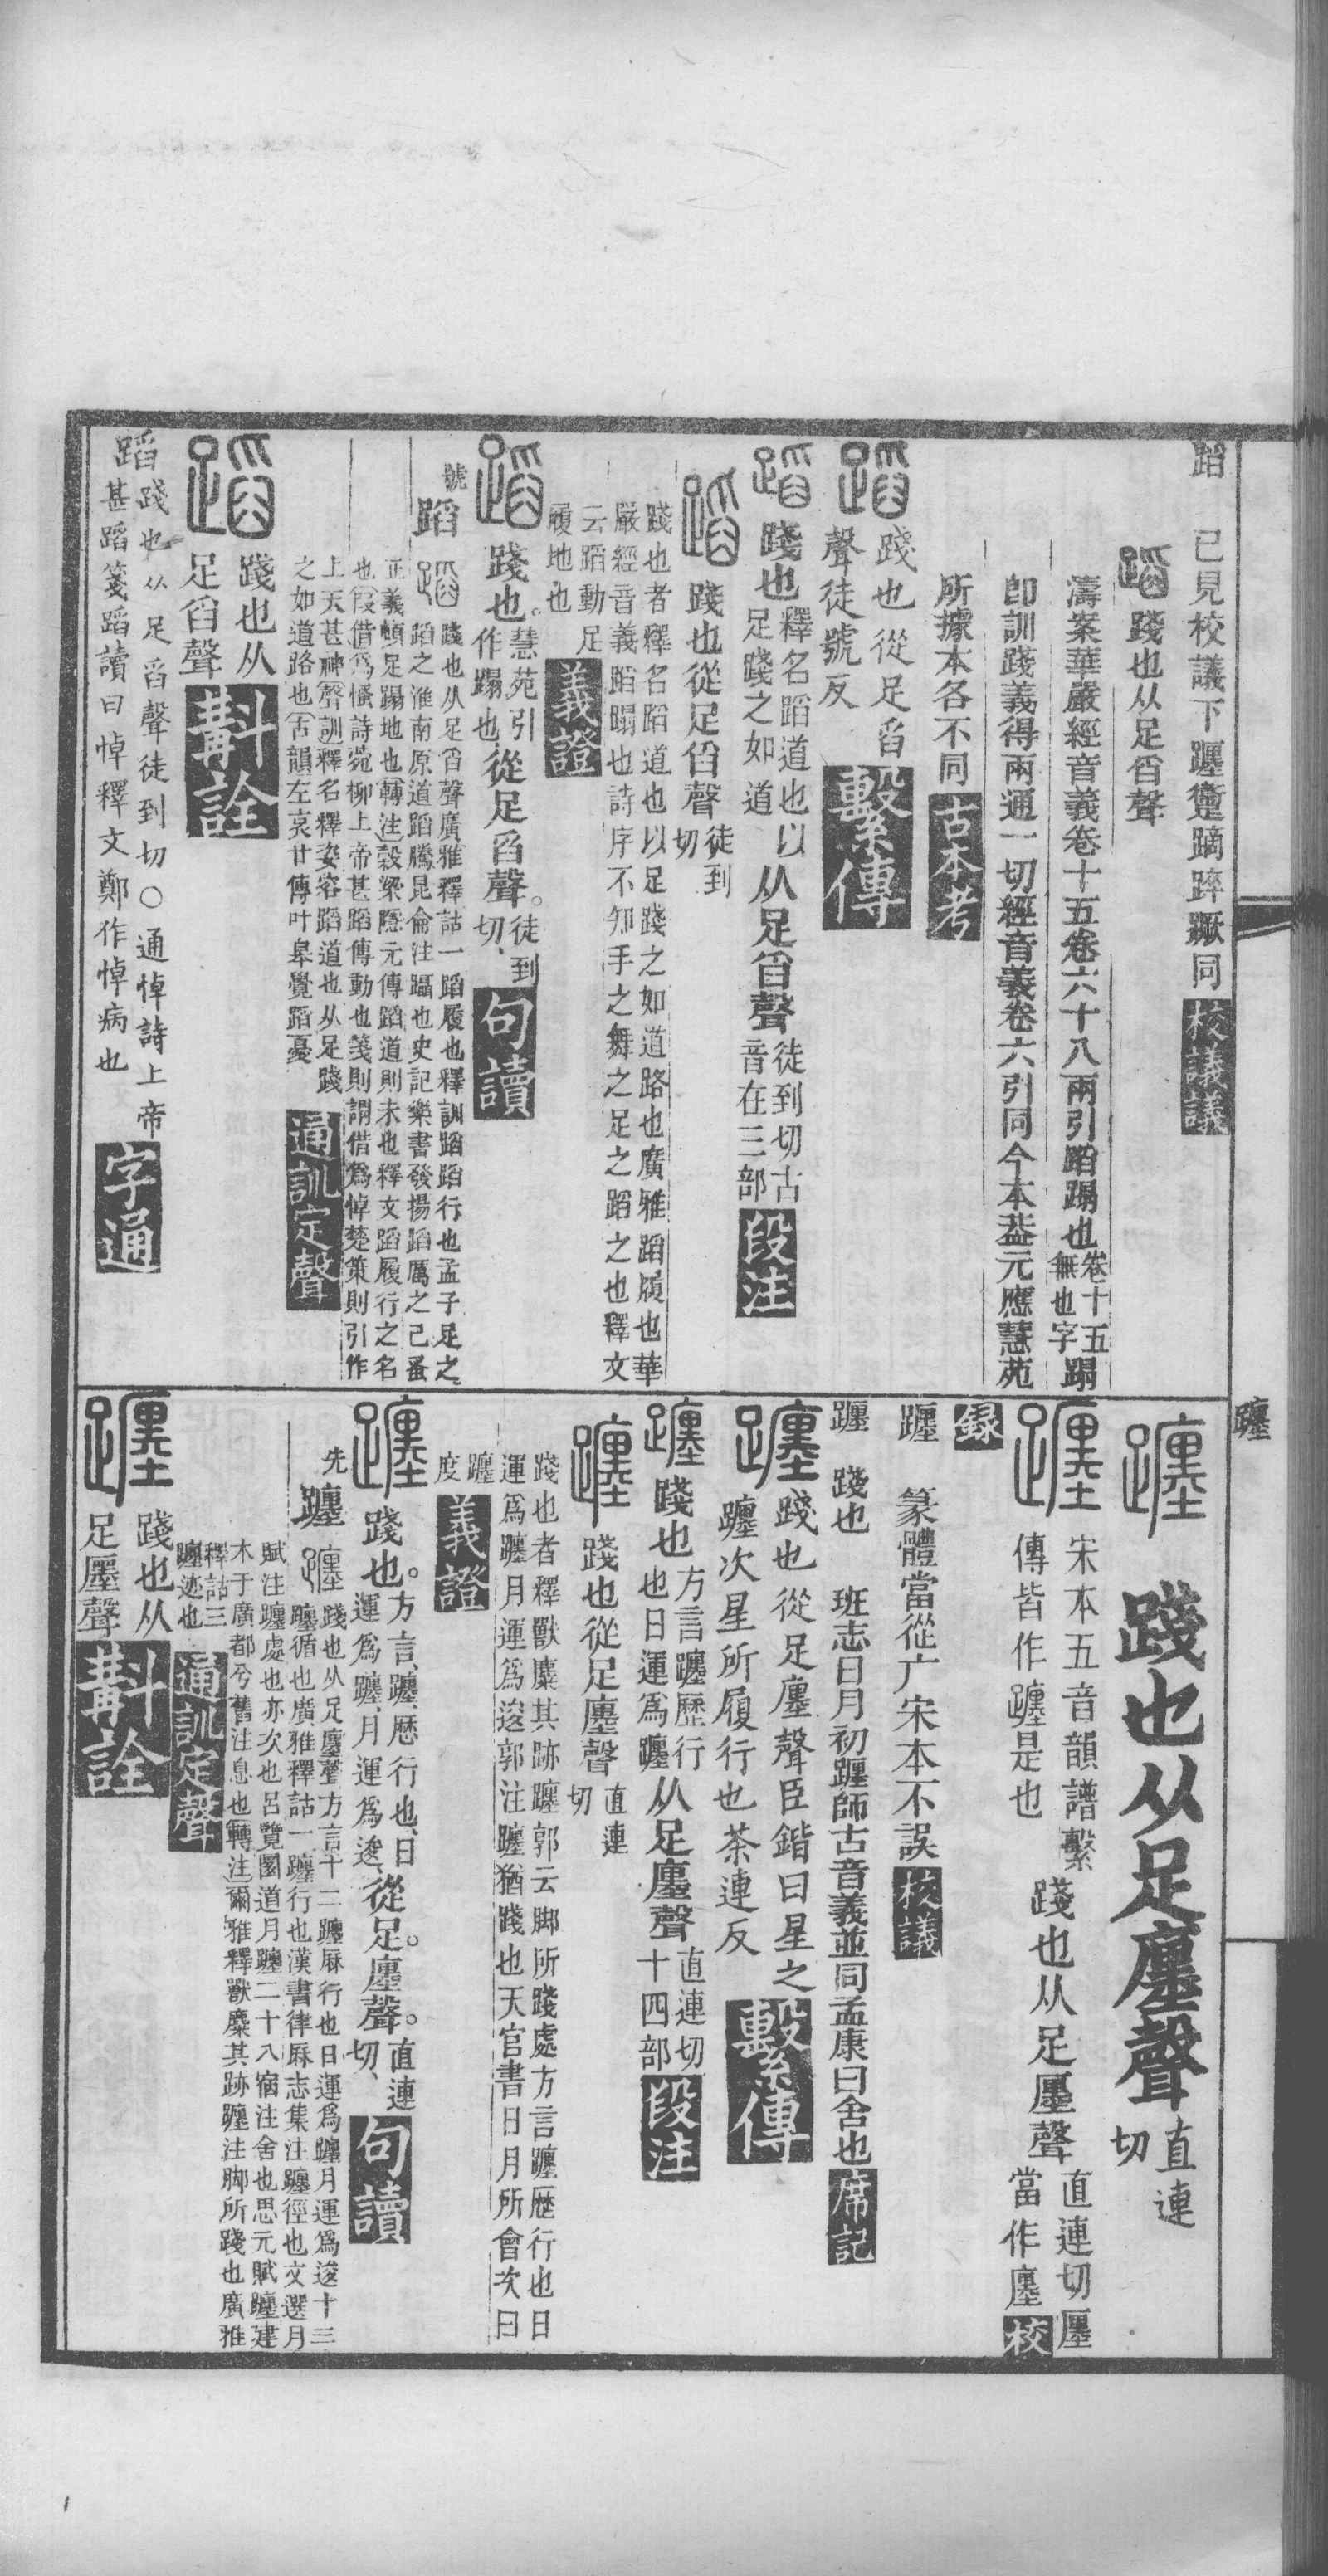 蹈　已見校議下躔躗蹢踤蹶同校議議
蹈　踐也从足舀聲
濤案華嚴經音義卷十五卷六十八兩引蹈蹋也卷十五無也字蹋
卽訓踐義得兩通一切經音義卷六引同今本葢元應慧苑
所據本各不同古本考
蹈　踐也從足舀聲徒號反繫傳
蹈　踐也釋名蹈道也以足踐之如道从足舀聲徒到切古音在三部段注
蹈　踐也從足舀聲徒到切
踐也者釋名蹈道也以足踐之如道路也廣雅蹈履也華
嚴經音義蹈蹋也詩序不知手之舞之足之蹈之也釋文
云蹈動足
履地也義證
蹈　踐也。慧苑引作蹋也從足舀聲。徒到切、句讀
號　蹈　蹈
踐也从足舀聲廣雅釋詁一蹈履也釋訓蹈蹈行也孟子足之
蹈之淮南原道蹈騰昆侖注躡也史記樂書發揚蹈厲之已蚤
正義頓足蹋地也轉注穀梁隱元傳蹈道則未也釋文蹈履行之名
也叚借爲慆詩菀柳上帝甚蹈傳動也箋則謂借爲悼楚策則引作
上天甚神聲訓釋名釋姿容蹈道也从足踐
之如道路也古韻左哀廿傳叶皋覺蹈憂
通訓定聲
蹈　踐也从足舀聲斠詮
蹈　踐也从足舀聲徒到切○通悼詩上帝
甚蹈箋蹈讀曰悼釋文鄭作悼病也字通
躔
躔　踐也从足廛聲直連切
躔　宋本五音韻譜繫傳皆作躔是也　踐也从足㕓聲直連切㕓當作廛校
錄
躔　篆體當從广宋本不誤校議
躔　踐也　班志日月初躔師古音義並同孟康曰舍也席記
躔　踐也從足廛聲臣鍇曰星之
躔次星所履行也茶連反繫傳
躔　踐也方言躔歷行也日運爲躔从足廛聲直連切十四部段注
躔　踐也從足廛聲直連切
踐也者釋獸麋其跡躔郭云脚所踐處方言躔歷行也日
運爲躔月運爲逡郭注躔猶踐也天官書日月所會次曰
躔
度義證
躔　踐也。方言、躔、歷行也、日運爲躔、月運爲逡、從足。廛聲。直連切、句讀
先　躔　躔
踐也从足廛聲方言十二躔厤行也日運爲躔月運爲逡十三
躔循也廣雅釋詁一躔行也漢書律厤志集注躔徑也文選月
賦注躔處也亦次也呂覽圜道月躔二十八宿注舍也思元賦躔建
木于廣都兮舊注息也轉注爾雅釋獸麋其跡躔注脚所踐也廣雅
釋詁三
躔迹也
通訓定聲
躔　踐也从足㕓聲斠詮